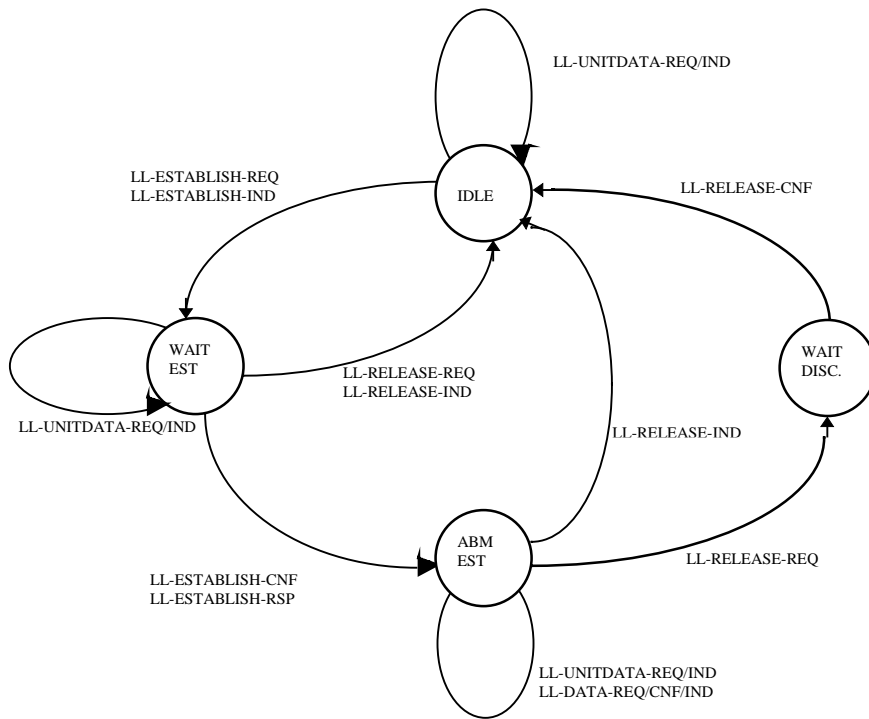 LL-UNITDATA-REQ/IND
LL-ESTABLISH-REQ
LL-ESTABLISH-IND
IDLE
LL-RELEASE-CNF
WAIT
EST
LL-RELEASE-REQ
LL-RELEASE-IND
WAIT
DISC.
LL-UNITDATA-REQ/IND
LL-RELEASE-IND
ABM
EST
LL-RELEASE-REQ
LL-ESTABLISH-CNF
LL-ESTABLISH-RSP
LL-UNITDATA-REQ/IND
LL-DATA-REQ/CNF/IND